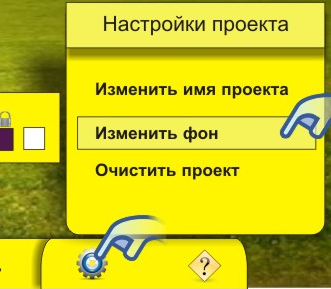 Настройки проекта
Изменить имя проекта
Изменить фон
Очистить проект
?